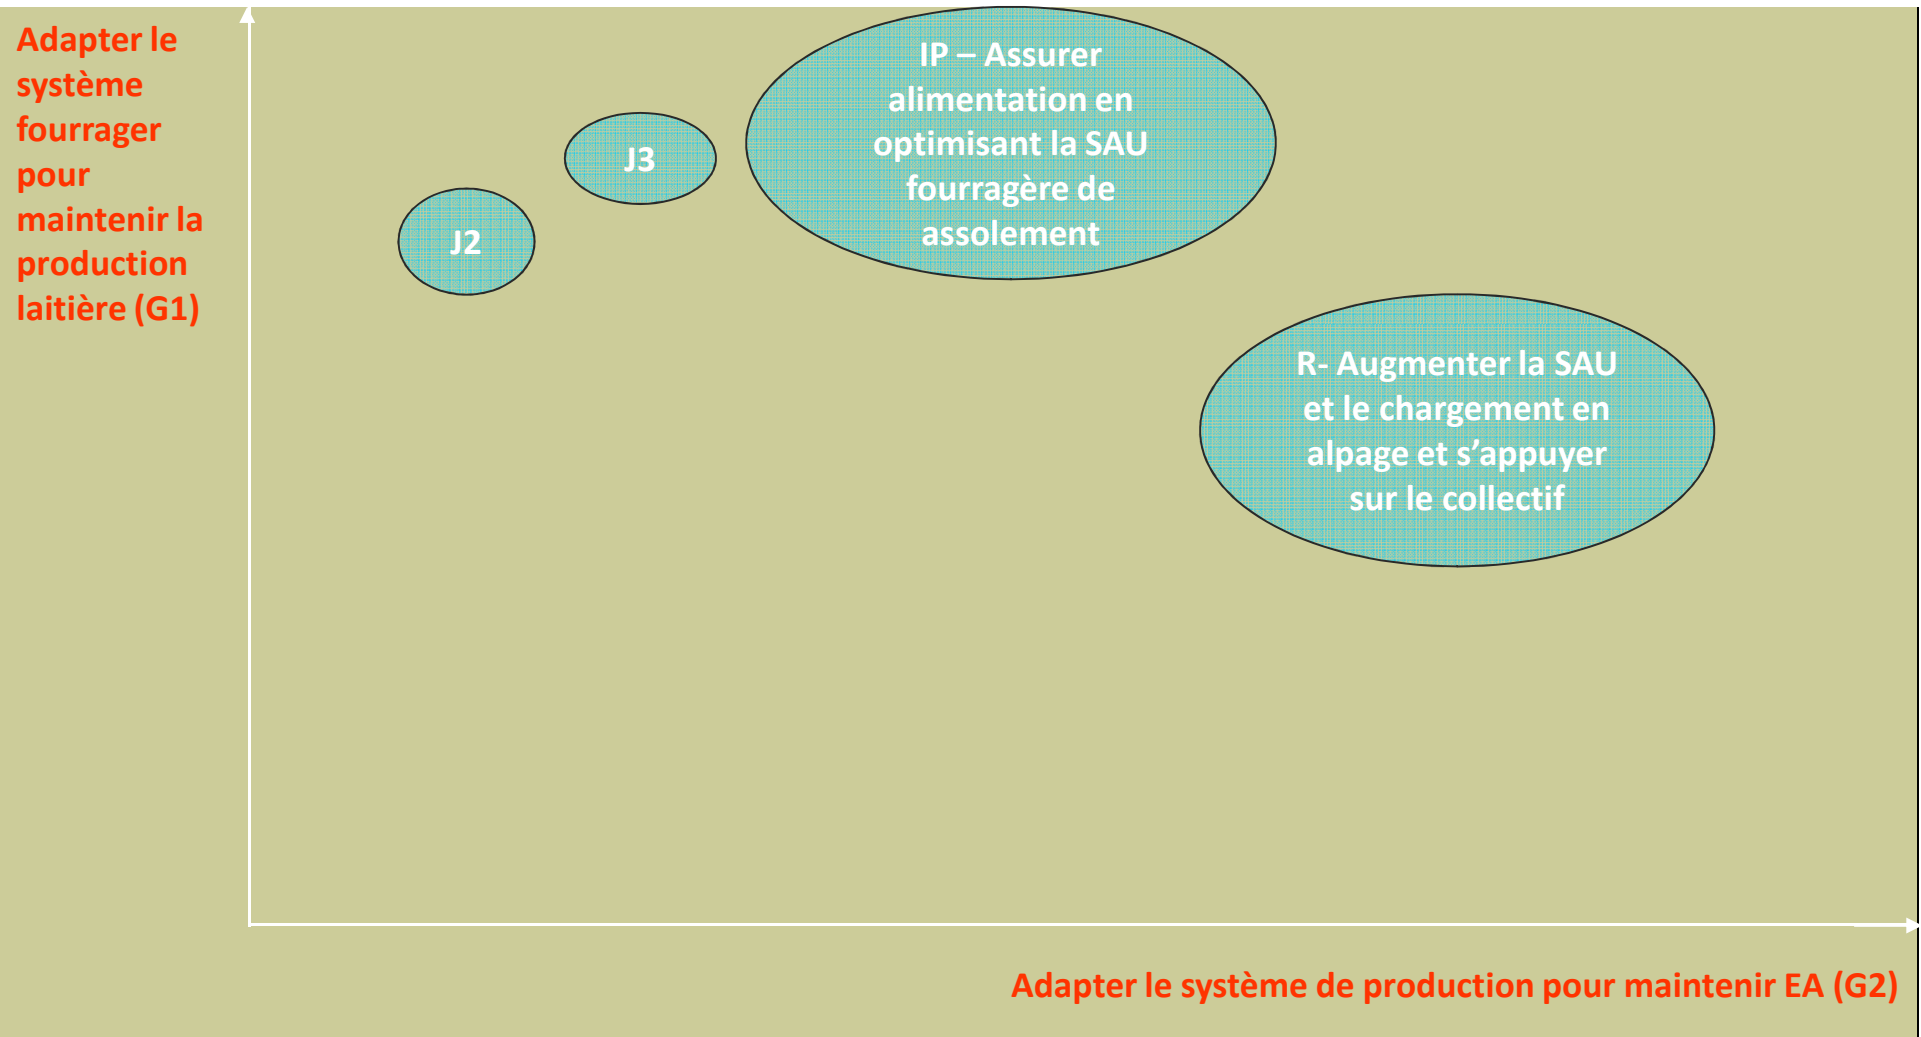 Adapter le
système
fourrager
pour
maintenir la
production
laitière (G1)
IP – Assurer
alimentation en
optimisant la SAU
fourragère de
assolement
J3
J2
R- Augmenter la SAU
et le chargement en
alpage et s’appuyer
sur le collectif
Adapter le système de production pour maintenir EA (G2)